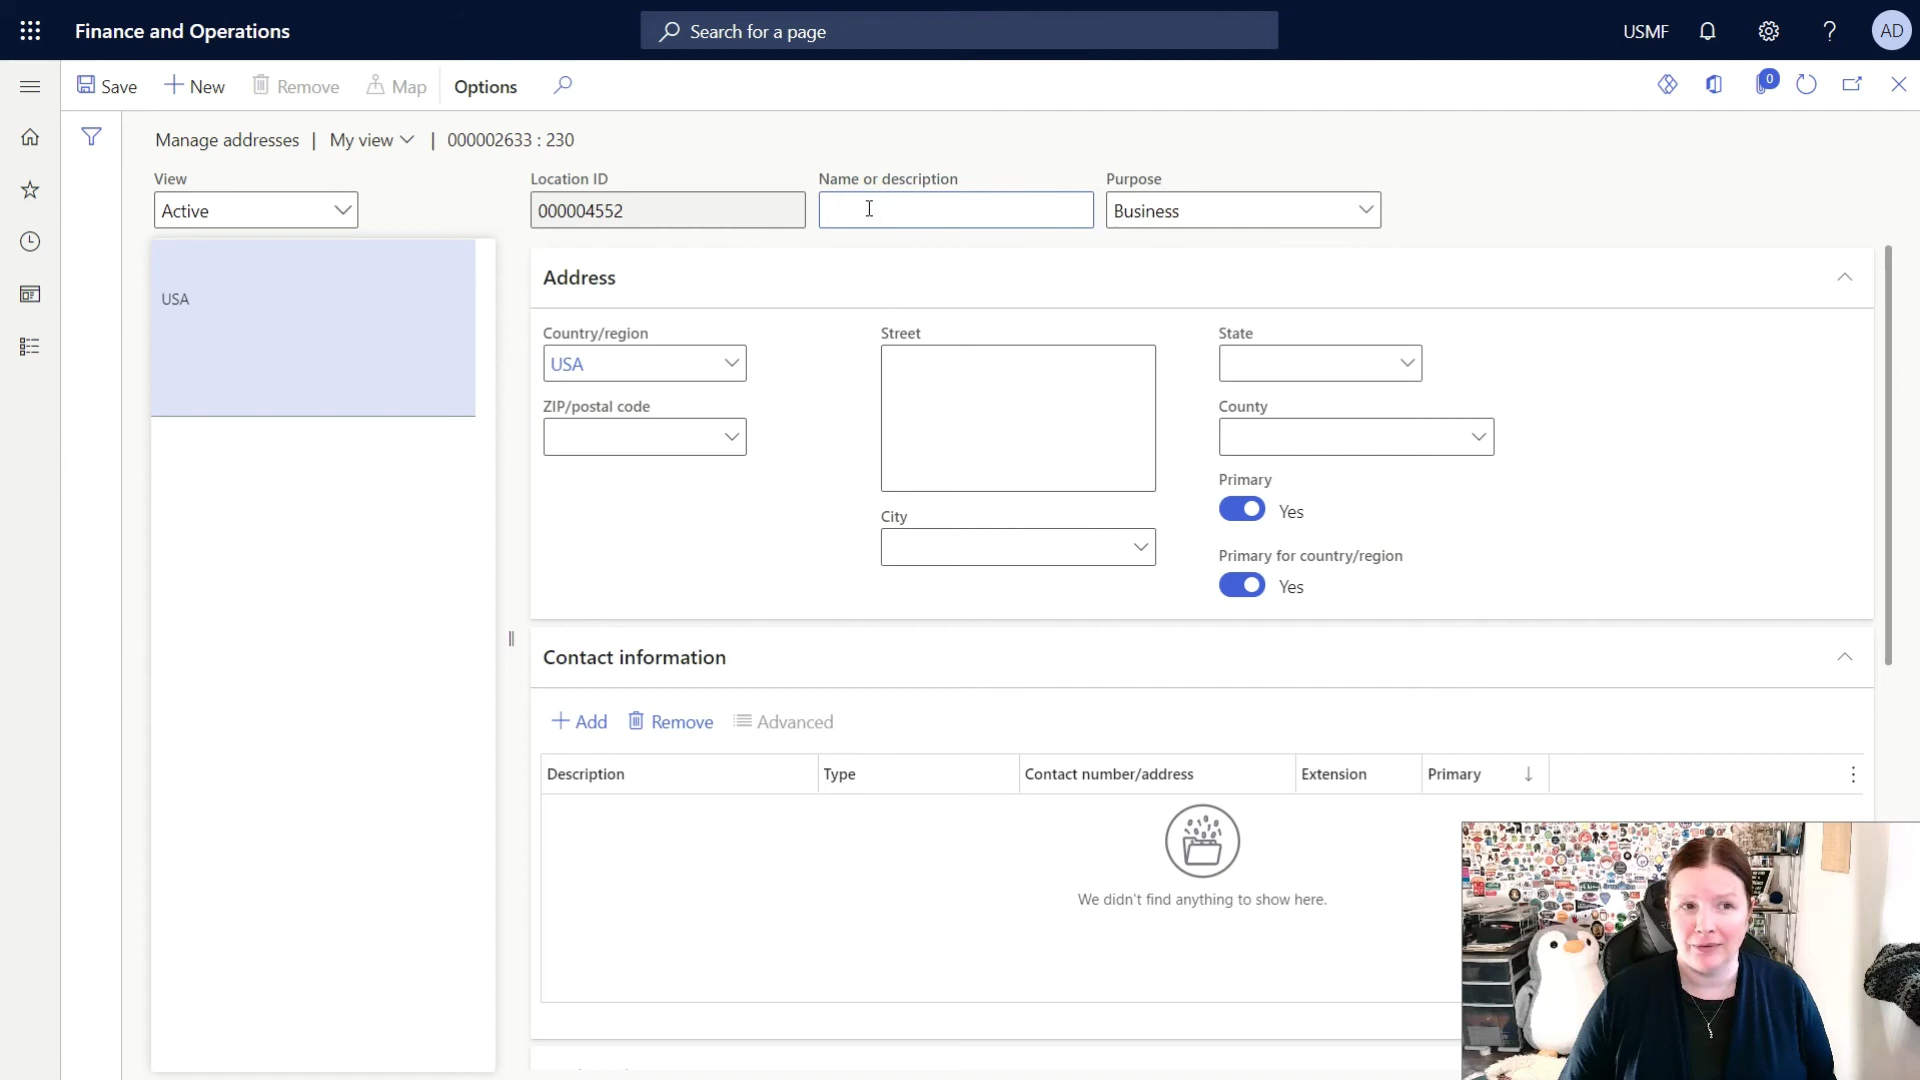 Finance and Operations
Search for a page
USMF
AD
Save
New
Remove
Map
Options
0
Manage addresses | My view | 000002633 : 230
View
Active
Location ID
000004552
Name or description
Purpose
Business
USA
Address
Country/region
USA
ZIP/postal code
Street
City
State
County
Primary
Yes
Primary for country/region
Yes
Contact information
Add
Remove
Advanced
Description
Type
Contact number/address
Extension
Primary
We didn't find anything to show here.